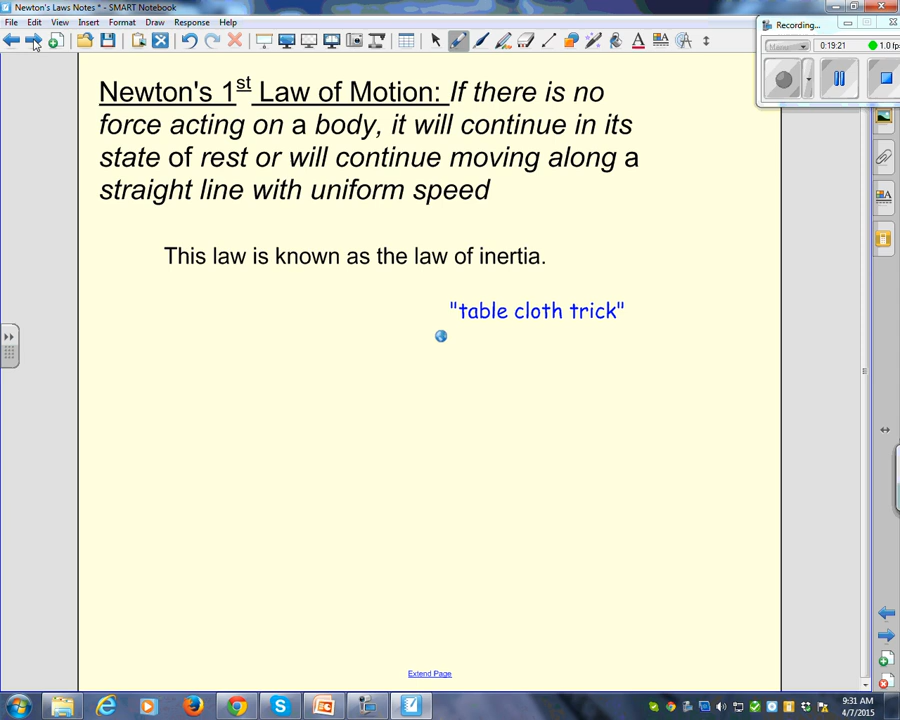 Newton's Laws Notes * - SMART Notebook
File Edit View Insert Format Draw Response Help
Recording...
0:19:21
1.0 fp
Newton's 1st Law of Motion: If there is no
force acting on a body, it will continue in its
state of rest or will continue moving along a
straight line with uniform speed
This law is known as the law of inertia.
"table cloth trick"
Extend Page
9:31 AM
4/7/2015